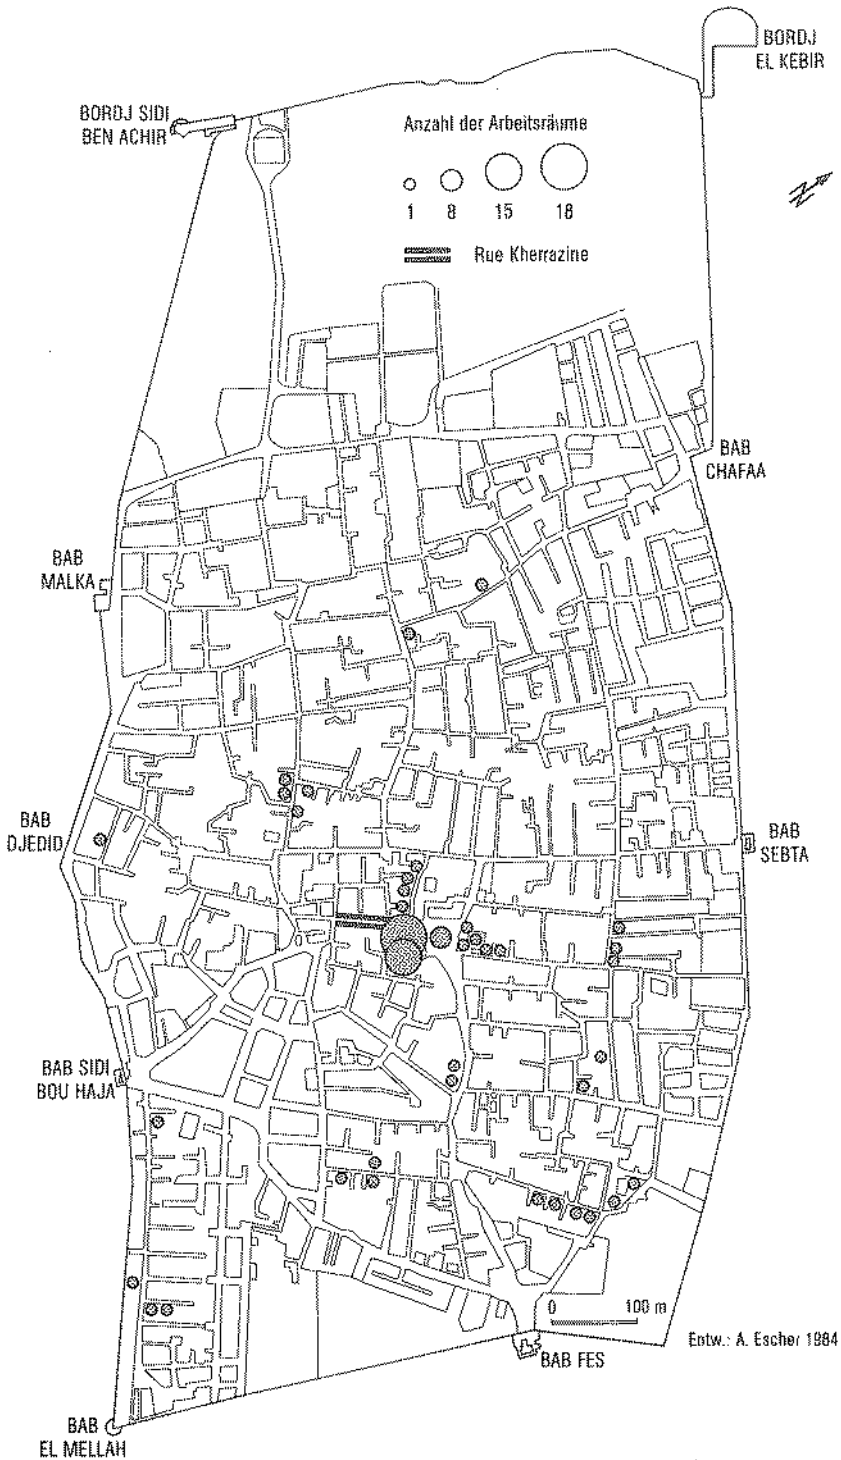 BORDJ
EL KEBIR
BORDJ SIDI
BEN ACHIR
Anzahl der Arbeitsräume
1 8 15 18
Rue Kherrazine
N
BAB
CHAFAA
BAB
MALKA
BAB
DJEDID
BAB
SEBTA
BAB SIDI
BOU HAJA
0 100 m
Entw.: A. Escher 1984
BAB FES
BAB
EL MELLAH